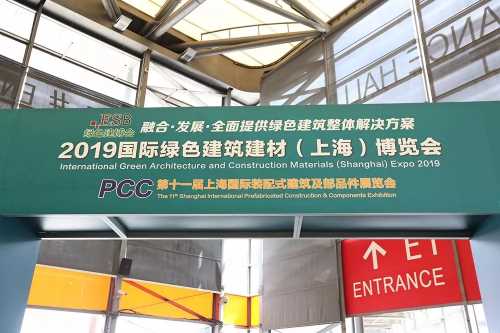 ANCE HALL
.ESB
绿色建博会
融合·发展·全面提供绿色建筑整体解决方案
2019国际绿色建筑建材（上海）博览会
International Green Architecture and Construction Materials (Shanghai) Expo 2019
PCC 第十一届上海国际装配式建筑及部品件展览会
The 11th Shanghai International Prefabricated Construction & Components Exhibition
ENTRANCE